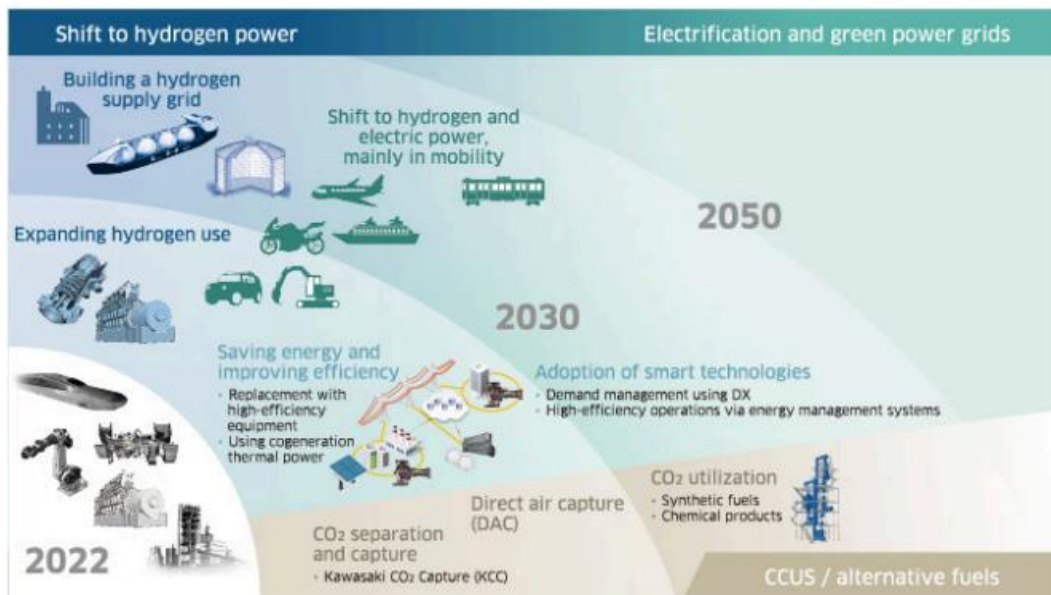 Shift to hydrogen power
Electrification and green power grids
Building a hydrogen
supply grid
Shift to hydrogen and
electric power,
mainly in mobility
2050
Expanding hydrogen use
2030
Saving energy and
improving efficiency
・ Replacement with
high-efficiency
equipment
・ Using cogeneration
thermal power
Adoption of smart technologies
・ Demand management using DX
・ High-efficiency operations via energy management systems
2022
CO₂ separation
and capture
・ Kawasaki CO₂ Capture (KCC)
Direct air capture
(DAC)
CO₂ utilization
・ Synthetic fuels
・ Chemical products
CCUS / alternative fuels